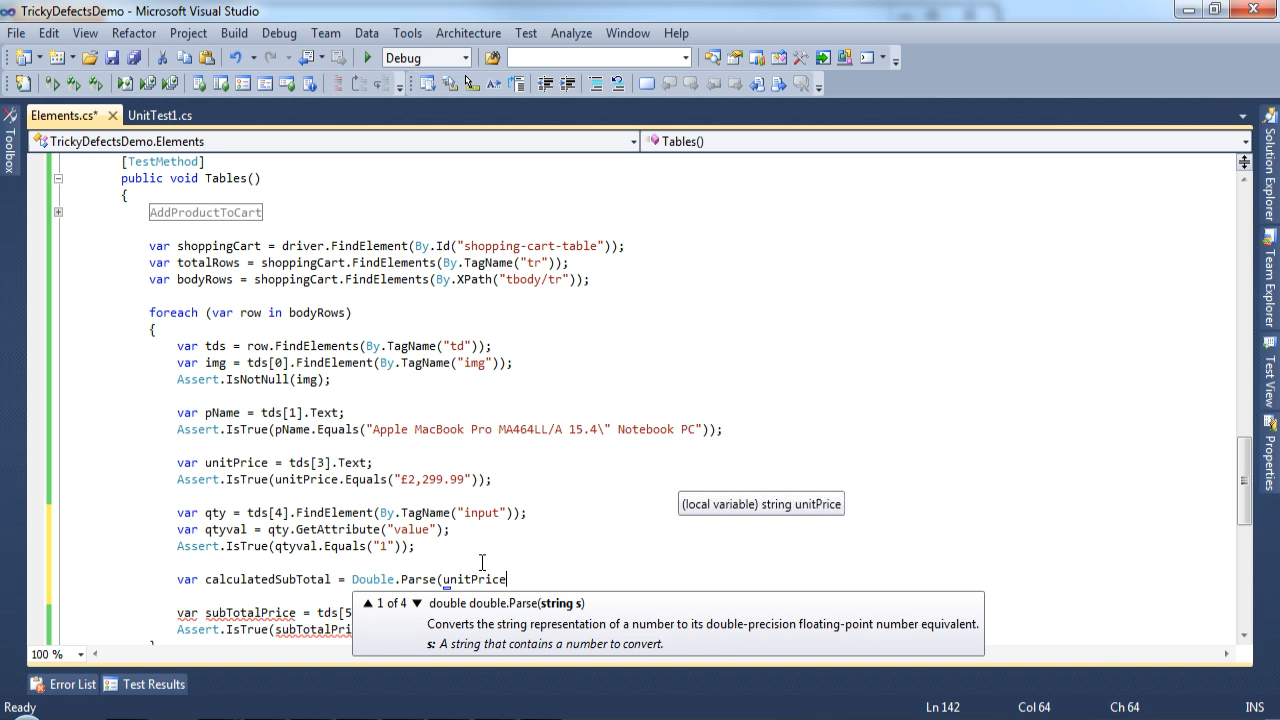 TrickyDefectsDemo - Microsoft Visual Studio
File Edit View Refactor Project Build Debug Team Data Tools Architecture Test Analyze Window Help
Debug
Elements.cs* UnitTest1.cs
TrickyDefectsDemo.Elements Tables()
Toolbox
Solution Explorer
Team Explorer
Test View
Properties
[TestMethod]
public void Tables()
{
AddProductToCart
var shoppingCart = driver.FindElement(By.Id("shopping-cart-table"));
var totalRows = shoppingCart.FindElements(By.TagName("tr"));
var bodyRows = shoppingCart.FindElements(By.XPath("tbody/tr"));
foreach (var row in bodyRows)
{
var tds = row.FindElements(By.TagName("td"));
var img = tds[0].FindElement(By.TagName("img"));
Assert.IsNotNull(img);
var pName = tds[1].Text;
Assert.IsTrue(pName.Equals("Apple MacBook Pro MA464LL/A 15.4\" Notebook PC"));
var unitPrice = tds[3].Text;
Assert.IsTrue(unitPrice.Equals("£2,299.99"));
(local variable) string unitPrice
var qty = tds[4].FindElement(By.TagName("input"));
var qtyval = qty.GetAttribute("value");
Assert.IsTrue(qtyval.Equals("1"));
var calculatedSubTotal = Double.Parse(unitPrice
1 of 4 double double.Parse(string s)
Converts the string representation of a number to its double-precision floating-point number equivalent.
s: A string that contains a number to convert.
var subTotalPrice = tds[5
Assert.IsTrue(subTotalPri
}
100 %
Error List Test Results
Ready Ln 142 Col 64 Ch 64 INS